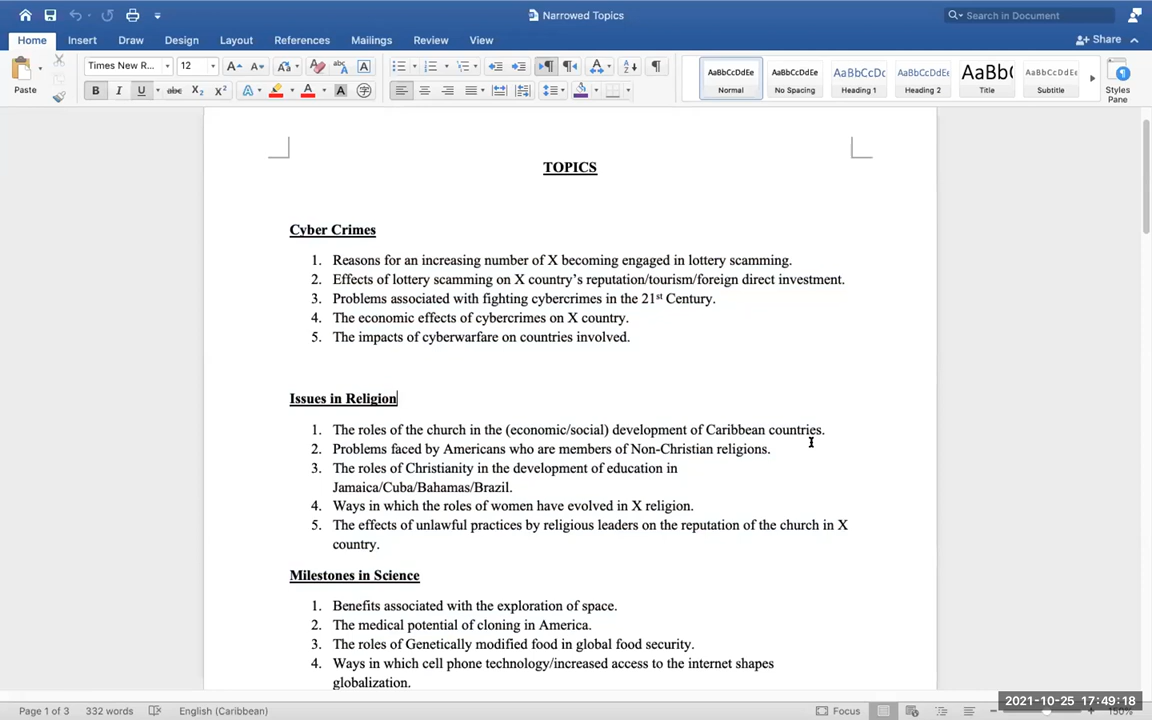 Narrowed Topics
Search in Document
Home Insert Draw Design Layout References Mailings Review View
Share
Paste
Times New R... 12
AaBbCcDdEe AaBbCcDdEe AaBbCcDc AaBbCcDdEe AaBb( AaBbCcDdEe
Normal No Spacing Heading 1 Heading 2 Title Subtitle
Styles
Pane
TOPICS
Cyber Crimes
1. Reasons for an increasing number of X becoming engaged in lottery scamming.
2. Effects of lottery scamming on X country's reputation/tourism/foreign direct investment.
3. Problems associated with fighting cybercrimes in the 21st Century.
4. The economic effects of cybercrimes on X country.
5. The impacts of cyberwarfare on countries involved.
Issues in Religion
1. The roles of the church in the (economic/social) development of Caribbean countries.
2. Problems faced by Americans who are members of Non-Christian religions.
3. The roles of Christianity in the development of education in
Jamaica/Cuba/Bahamas/Brazil.
4. Ways in which the roles of women have evolved in X religion.
5. The effects of unlawful practices by religious leaders on the reputation of the church in X
country.
Milestones in Science
1. Benefits associated with the exploration of space.
2. The medical potential of cloning in America.
3. The roles of Genetically modified food in global food security.
4. Ways in which cell phone technology/increased access to the internet shapes
globalization.
2021-10-25 17:49:18
Page 1 of 3 332 words English (Caribbean) Focus 150%